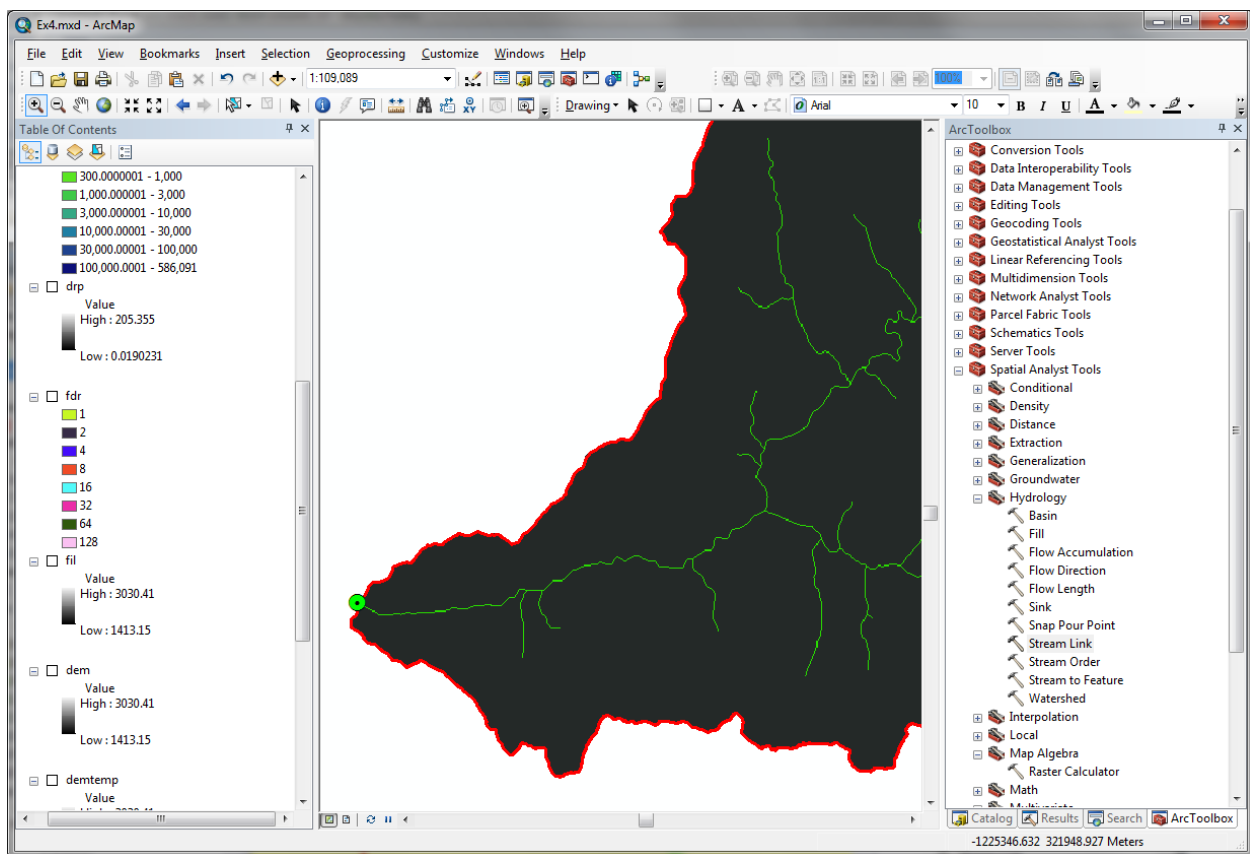 Ex4.mxd - ArcMap
File Edit View Bookmarks Insert Selection Geoprocessing Customize Windows Help
1:109,089
100%
Drawing
A
Arial
10
B I U A
Table Of Contents
300.0000001 - 1,000
1,000.000001 - 3,000
3,000.000001 - 10,000
10,000.00001 - 30,000
30,000.00001 - 100,000
100,000.0001 - 586,091
drp
Value
High : 205.355
Low : 0.0190231
fdr
1
2
4
8
16
32
64
128
fil
Value
High : 3030.41
Low : 1413.15
dem
Value
High : 3030.41
Low : 1413.15
demtemp
Value
ArcToolbox
Conversion Tools
Data Interoperability Tools
Data Management Tools
Editing Tools
Geocoding Tools
Geostatistical Analyst Tools
Linear Referencing Tools
Multidimension Tools
Network Analyst Tools
Parcel Fabric Tools
Schematics Tools
Server Tools
Spatial Analyst Tools
Conditional
Density
Distance
Extraction
Generalization
Groundwater
Hydrology
Basin
Fill
Flow Accumulation
Flow Direction
Flow Length
Sink
Snap Pour Point
Stream Link
Stream Order
Stream to Feature
Watershed
Interpolation
Local
Map Algebra
Raster Calculator
Math
Catalog Results Search ArcToolbox
-1225346.632 321948.927 Meters